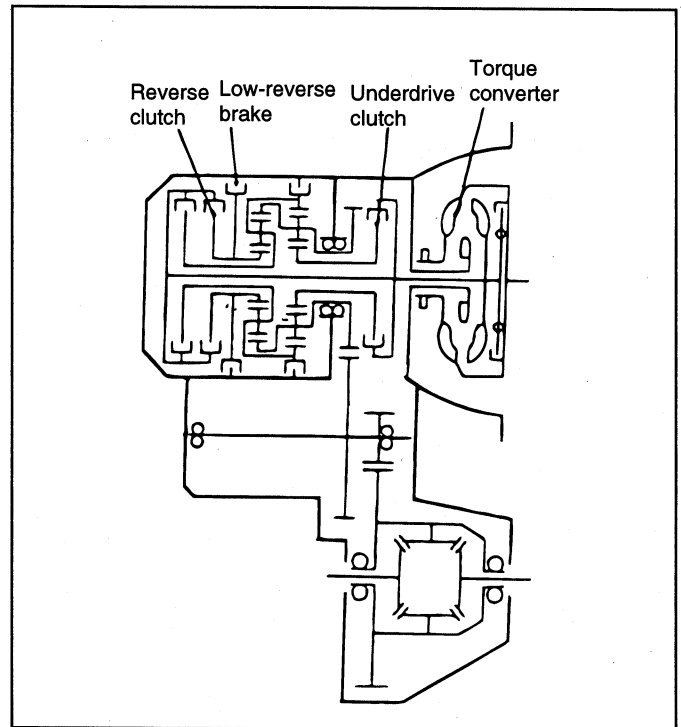 Reverse
clutch
Low-reverse
brake
Underdrive
clutch
Torque
converter